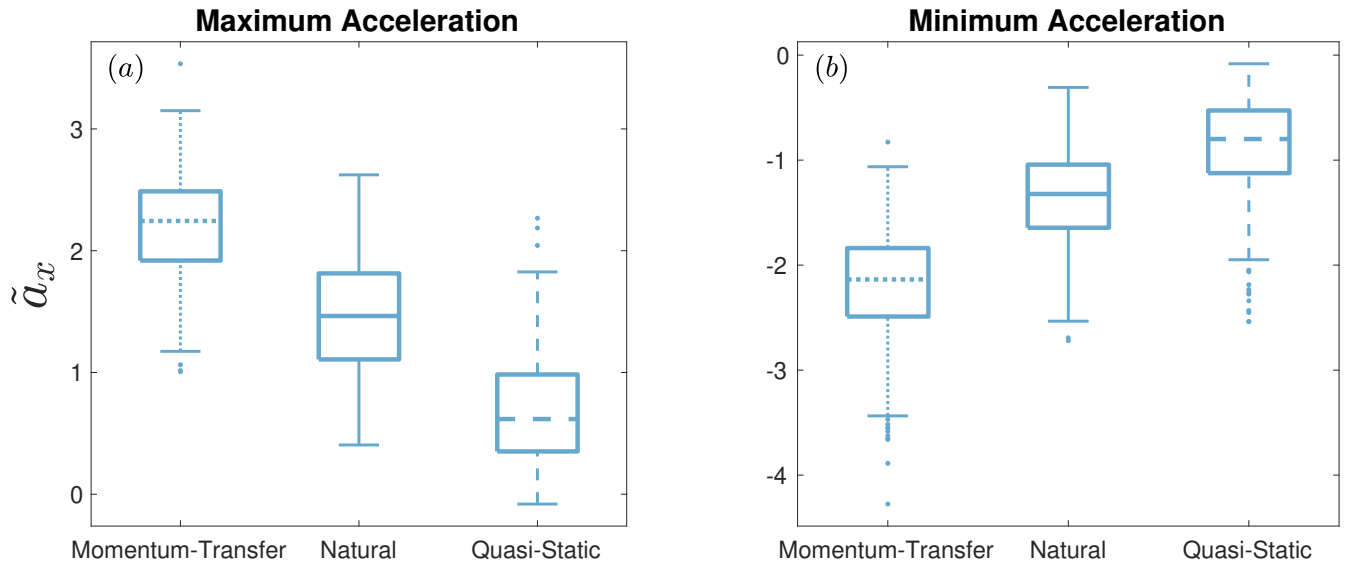 Maximum Acceleration
(a)
ã_x
3
2
1
0
Momentum-Transfer Natural Quasi-Static
Minimum Acceleration
(b)
0
-1
-2
-3
-4
Momentum-Transfer Natural Quasi-Static